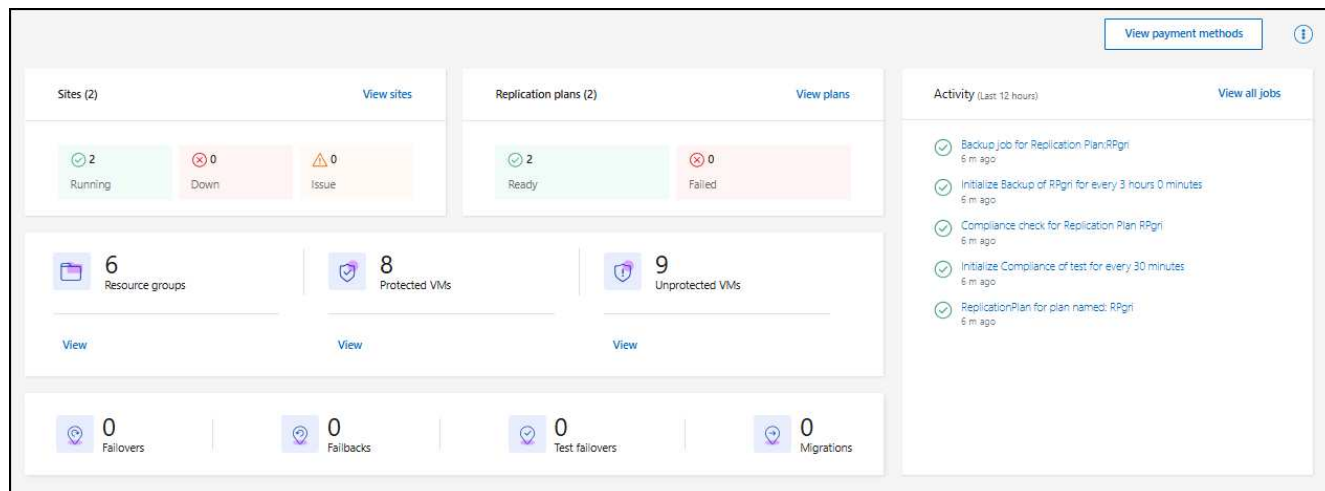 View payment methods
Sites (2)
View sites
2
Running
0
Down
0
Issue
Replication plans (2)
View plans
2
Ready
0
Failed
Activity (Last 12 hours)
View all jobs
Backup job for Replication Plan:RPgri
6 m ago
Initialize Backup of RPgri for every 3 hours 0 minutes
6 m ago
Compliance check for Replication Plan RPgri
6 m ago
Initialize Compliance of test for every 30 minutes
6 m ago
ReplicationPlan for plan named: RPgri
6 m ago
6
Resource groups
View
8
Protected VMs
View
9
Unprotected VMs
View
0
Failovers
0
Failbacks
0
Test failovers
0
Migrations